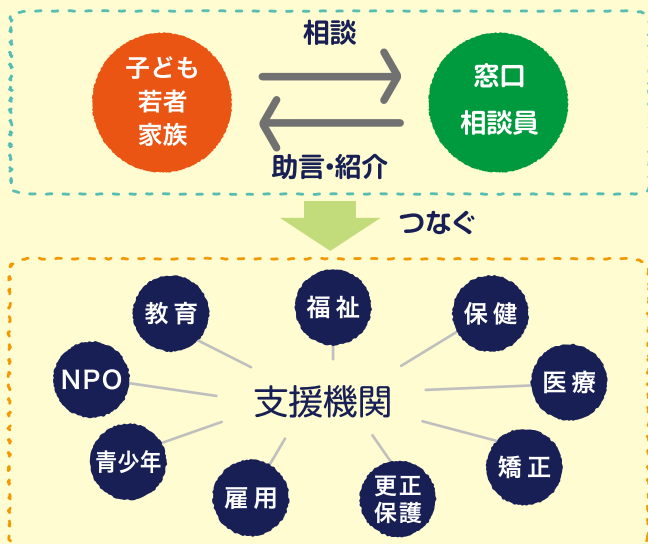 相談
子ども
若者
家族
窓口
相談員
助言・紹介
つなぐ
教育
福祉
保健
NPO
医療
支援機関
青少年
矯正
雇用
更正
保護